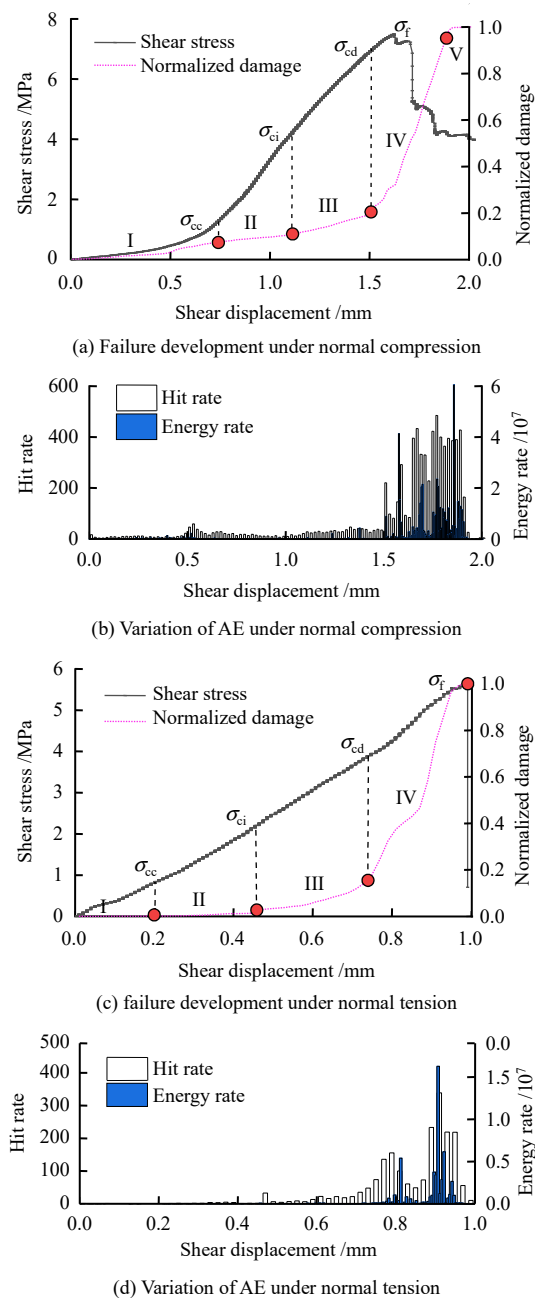 8
6
4
2
0
Shear stress /MPa
Shear stress
Normalized damage
σcc
σci
σcd
σf
I
II
III
IV
V
1.0
0.8
0.6
0.4
0.2
0.0
Normalized damage
0.0 0.5 1.0 1.5 2.0
Shear displacement /mm
(a) Failure development under normal compression
600
400
200
0
Hit rate
Hit rate
Energy rate
6
4
2
0
Energy rate /10⁷
0.0 0.5 1.0 1.5 2.0
Shear displacement /mm
(b) Variation of AE under normal compression
6
5
4
3
2
1
0
Shear stress /MPa
Shear stress
Normalized damage
σcc
σci
σcd
σf
I
II
III
IV
1.0
0.8
0.6
0.4
0.2
0.0
Normalized damage
0.0 0.2 0.4 0.6 0.8 1.0
Shear displacement /mm
(c) failure development under normal tension
500
400
300
200
100
0
Hit rate
Hit rate
Energy rate
0.0
1.5
1.0
0.5
0.0
Energy rate /10⁷
0.0 0.2 0.4 0.6 0.8 1.0
Shear displacement /mm
(d) Variation of AE under normal tension